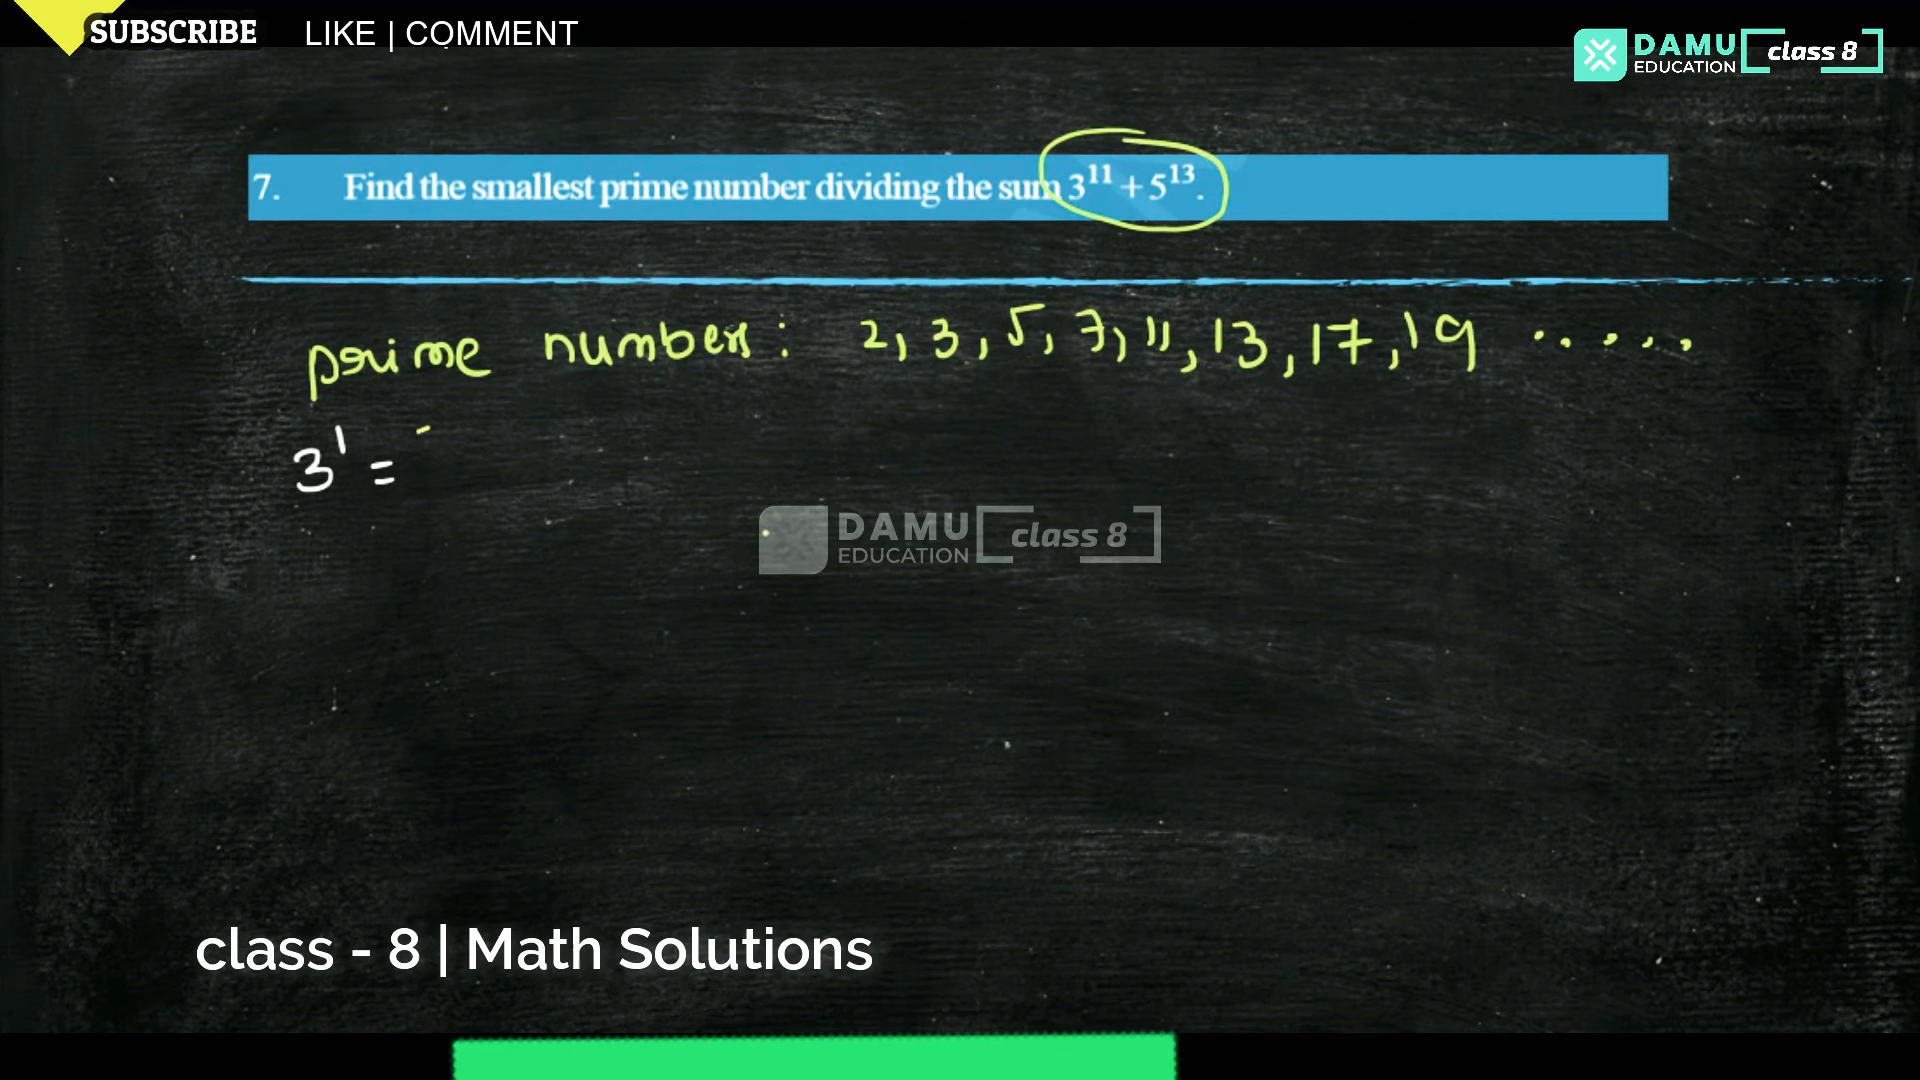 SUBSCRIBE LIKE | COMMENT
DAMU EDUCATION class 8
7. Find the smallest prime number dividing the sum 3¹¹ + 5¹³.
prime numbers: 2, 3, 5, 7, 11, 13, 17, 19 ......
3¹ =
DAMU EDUCATION class 8
class - 8 | Math Solutions